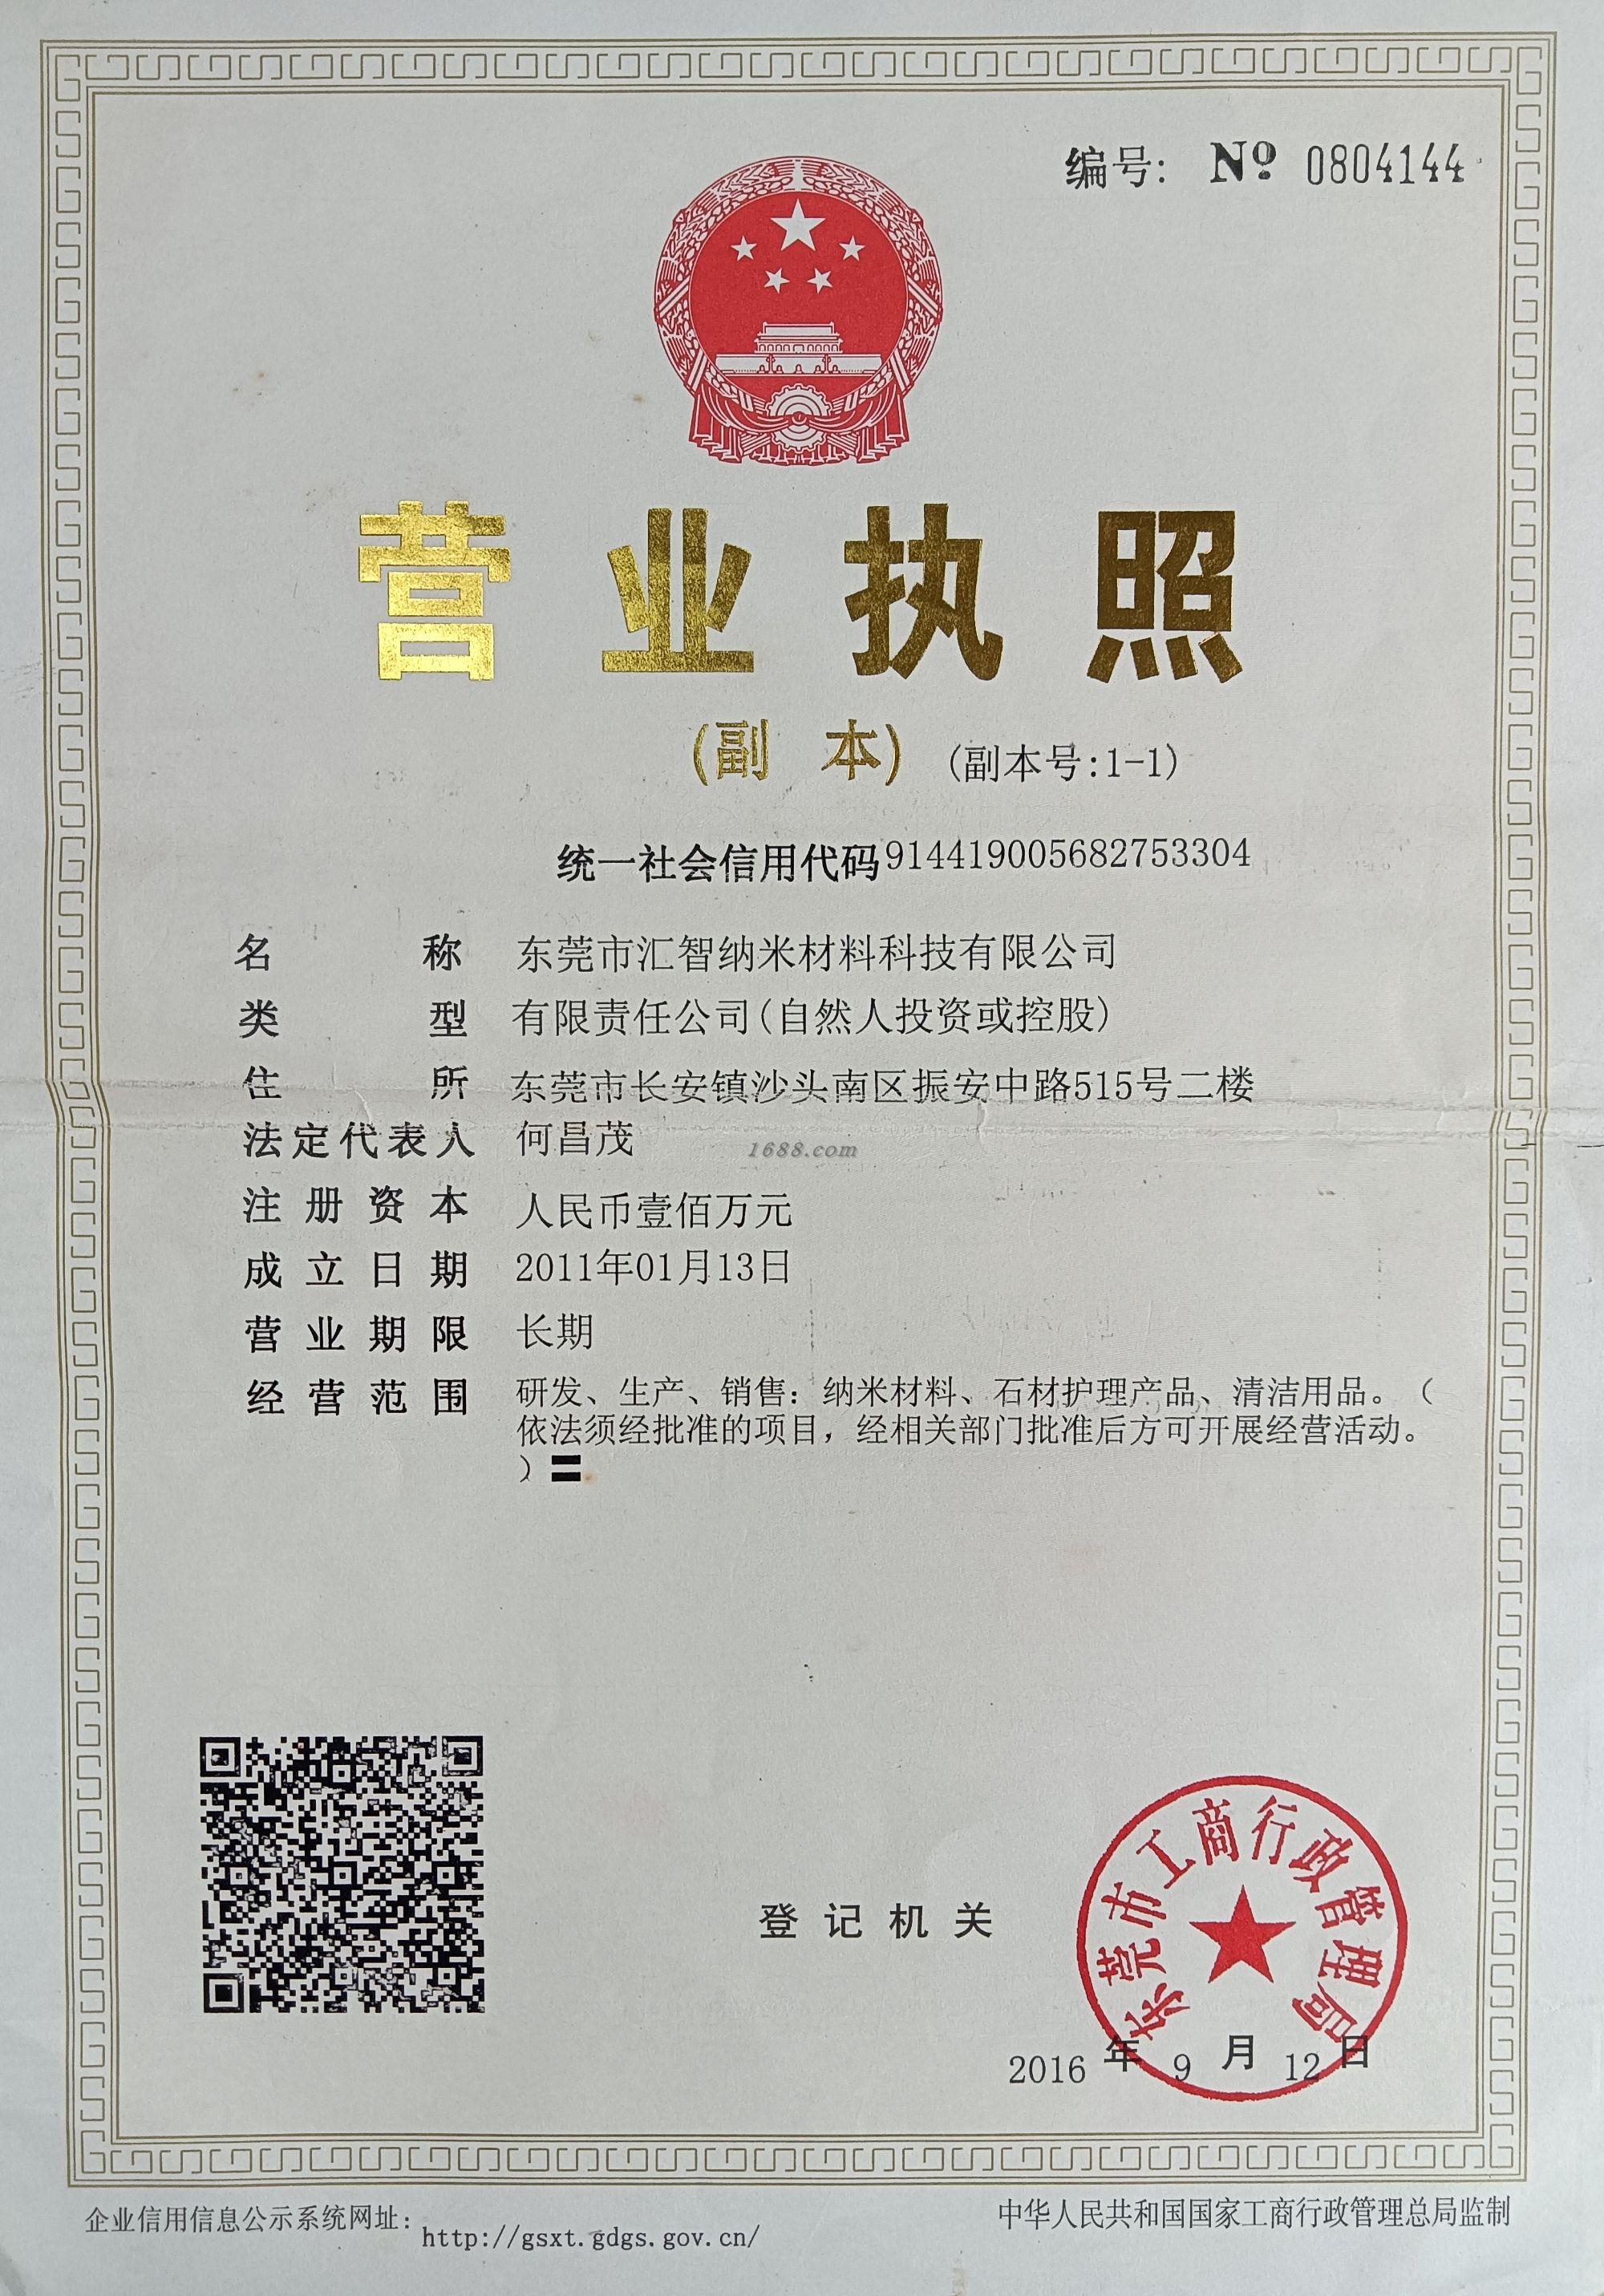 编号: Nº 0804144
营业执照
(副 本) (副本号:1-1)
统一社会信用代码914419005682753304
名称 东莞市汇智纳米材料科技有限公司
类型 有限责任公司(自然人投资或控股)
住所 东莞市长安镇沙头南区振安中路515号二楼
法定代表人 何昌茂
1688.com
注册资本 人民币壹佰万元
成立日期 2011年01月13日
营业期限 长期
经营范围 研发、生产、销售：纳米材料、石材护理产品、清洁用品。（
依法须经批准的项目，经相关部门批准后方可开展经营活动。
）〓
东莞市工商行政管理局
登记机关
2016 年 9 月 12 日
企业信用信息公示系统网址： http://gsxt.gdgs.gov.cn/
中华人民共和国国家工商行政管理总局监制